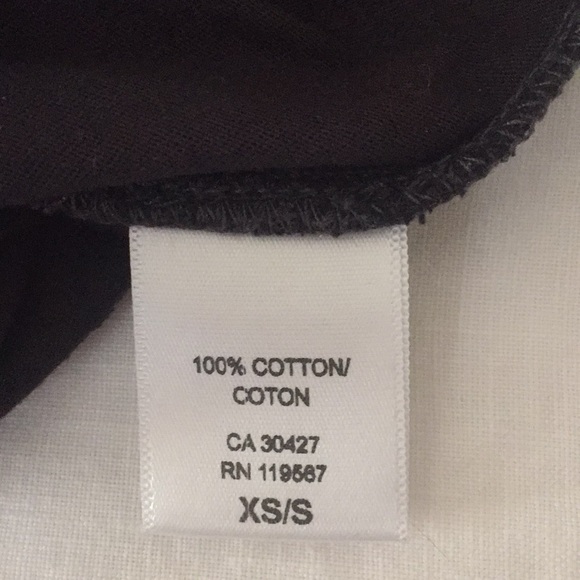 100% COTTON/
COTON
CA 30427
RN 119567
XS/S